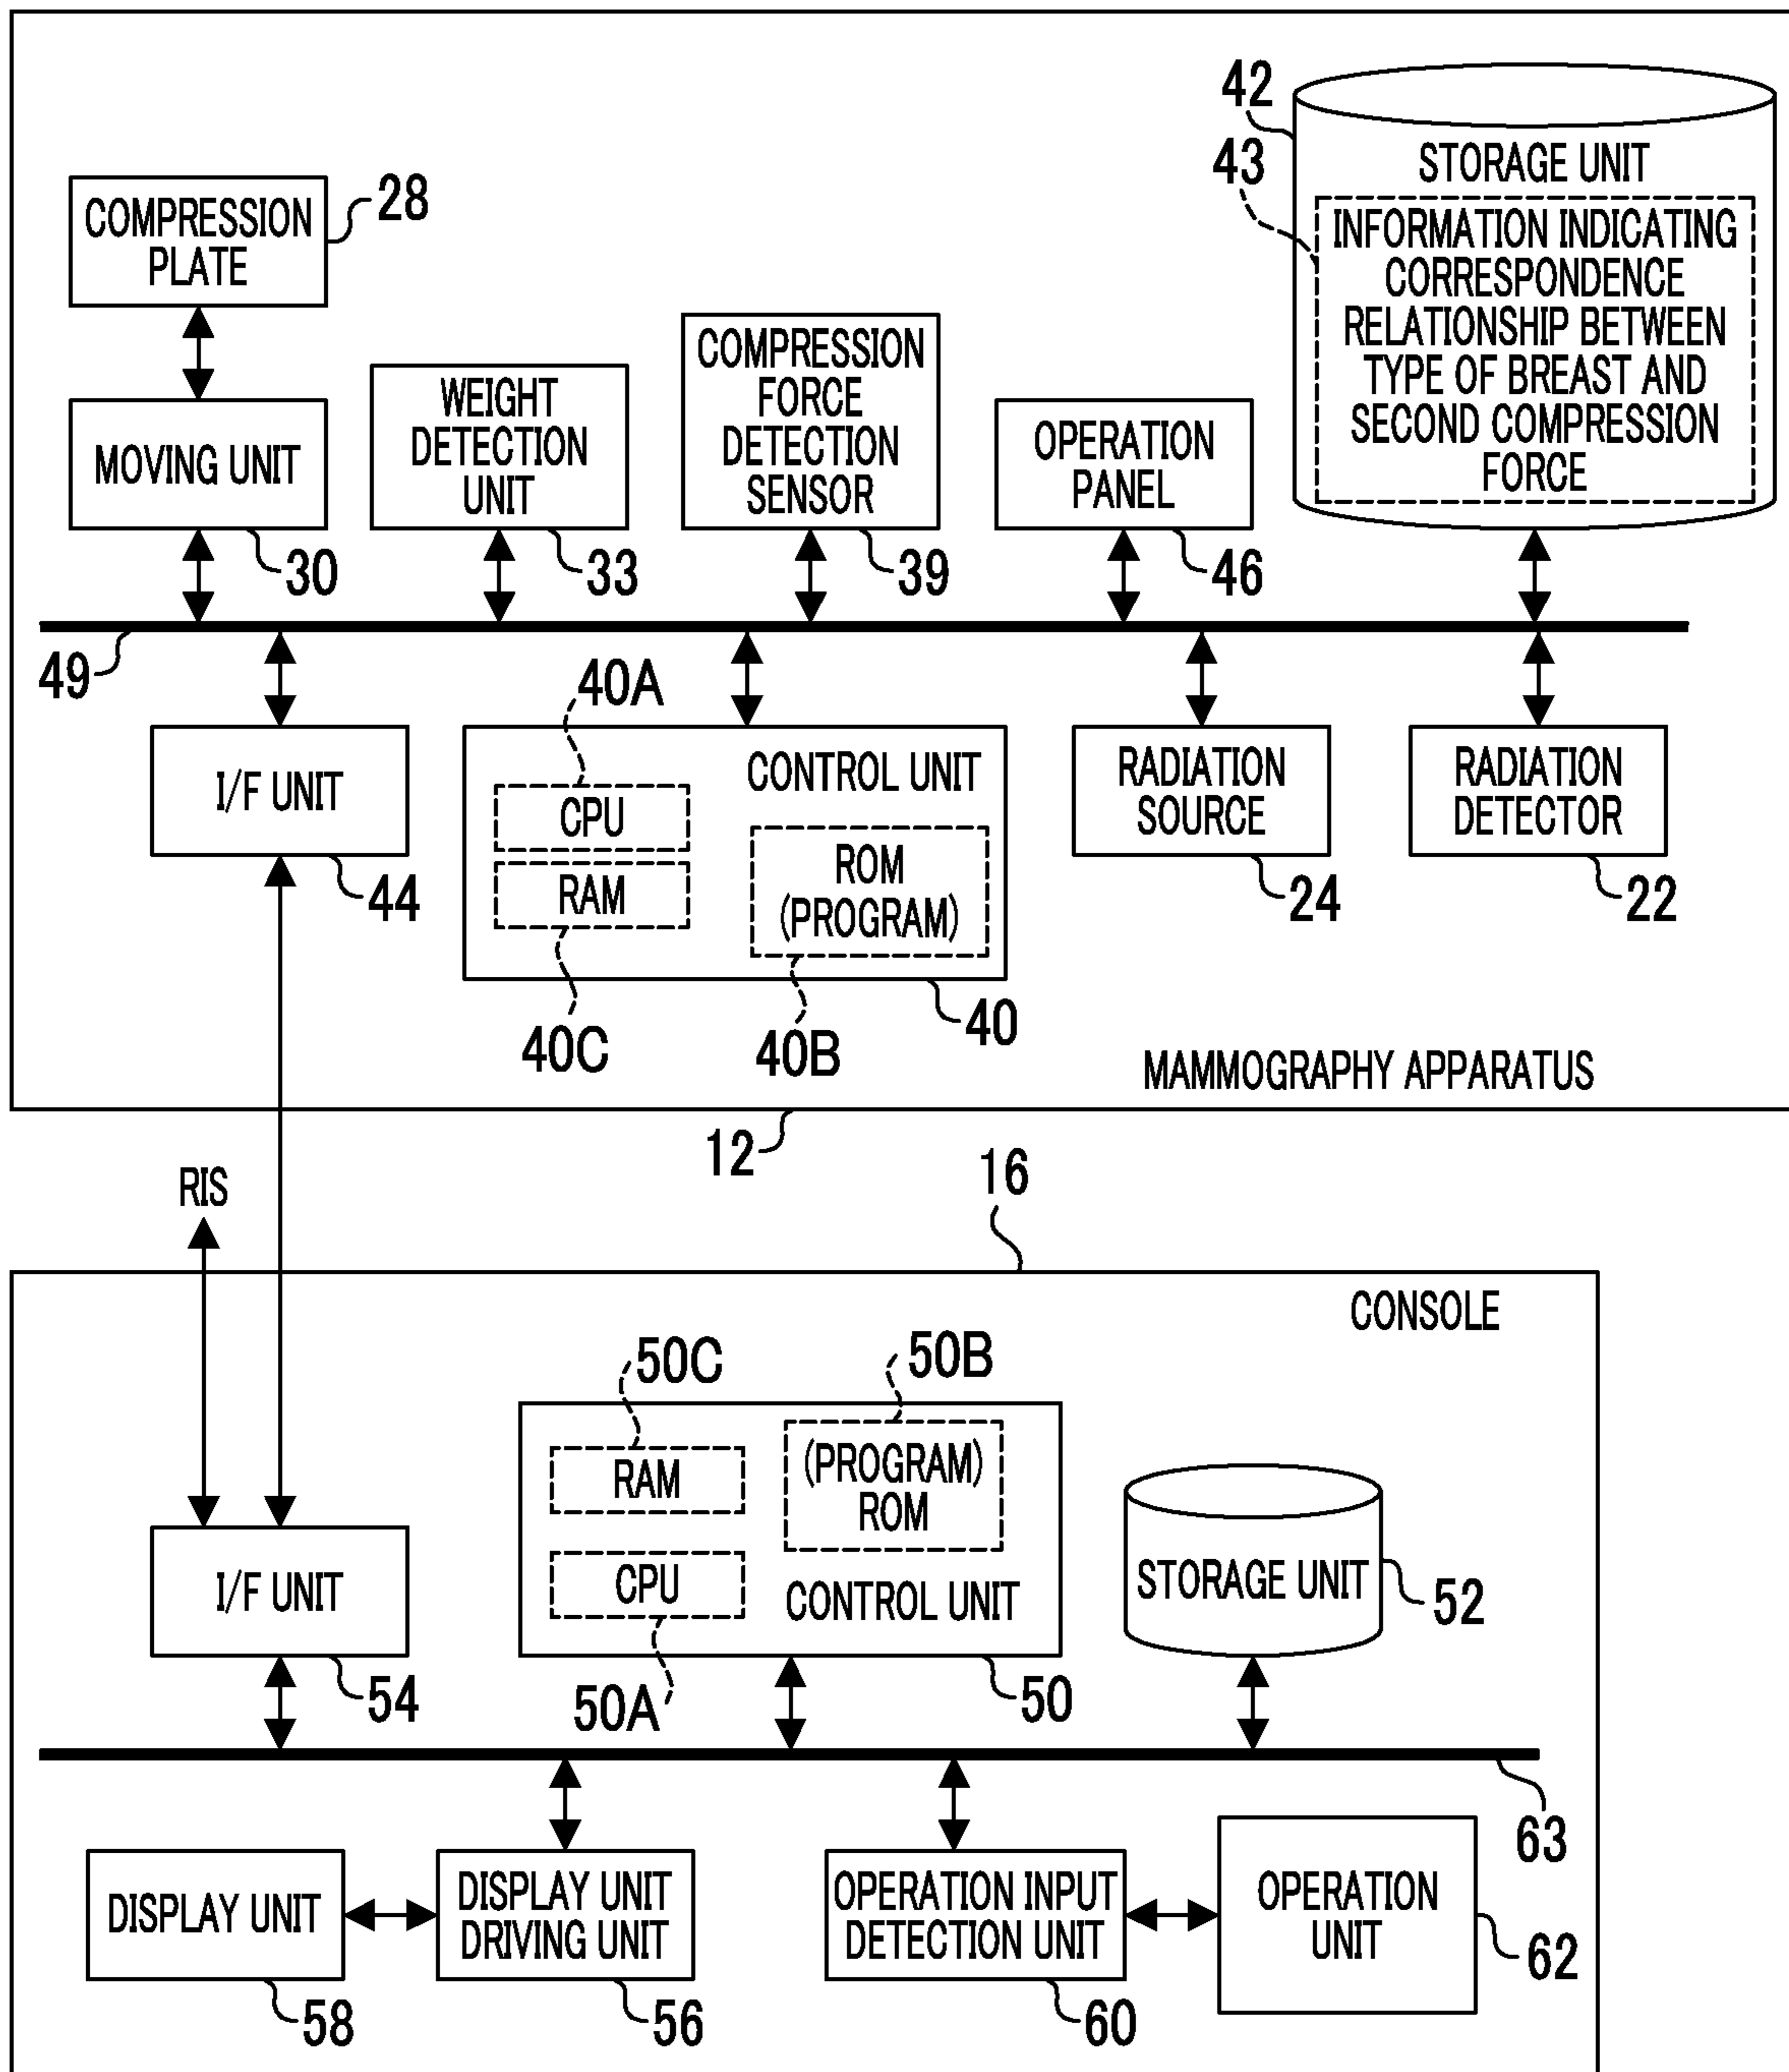 42
STORAGE UNIT
43
INFORMATION INDICATING
CORRESPONDENCE
RELATIONSHIP BETWEEN
TYPE OF BREAST AND
SECOND COMPRESSION
FORCE
COMPRESSION
PLATE
28
MOVING UNIT
30
WEIGHT
DETECTION
UNIT
33
COMPRESSION
FORCE
DETECTION
SENSOR
39
OPERATION
PANEL
46
49
I/F UNIT
44
40A
CONTROL UNIT
CPU
RAM
ROM
(PROGRAM)
40C
40B
40
RADIATION
SOURCE
24
RADIATION
DETECTOR
22
MAMMOGRAPHY APPARATUS
12
RIS
16
CONSOLE
50C
50B
RAM
(PROGRAM)
ROM
CPU
CONTROL UNIT
50A
50
I/F UNIT
54
STORAGE UNIT
52
63
DISPLAY UNIT
58
DISPLAY UNIT
DRIVING UNIT
56
OPERATION INPUT
DETECTION UNIT
60
OPERATION
UNIT
62